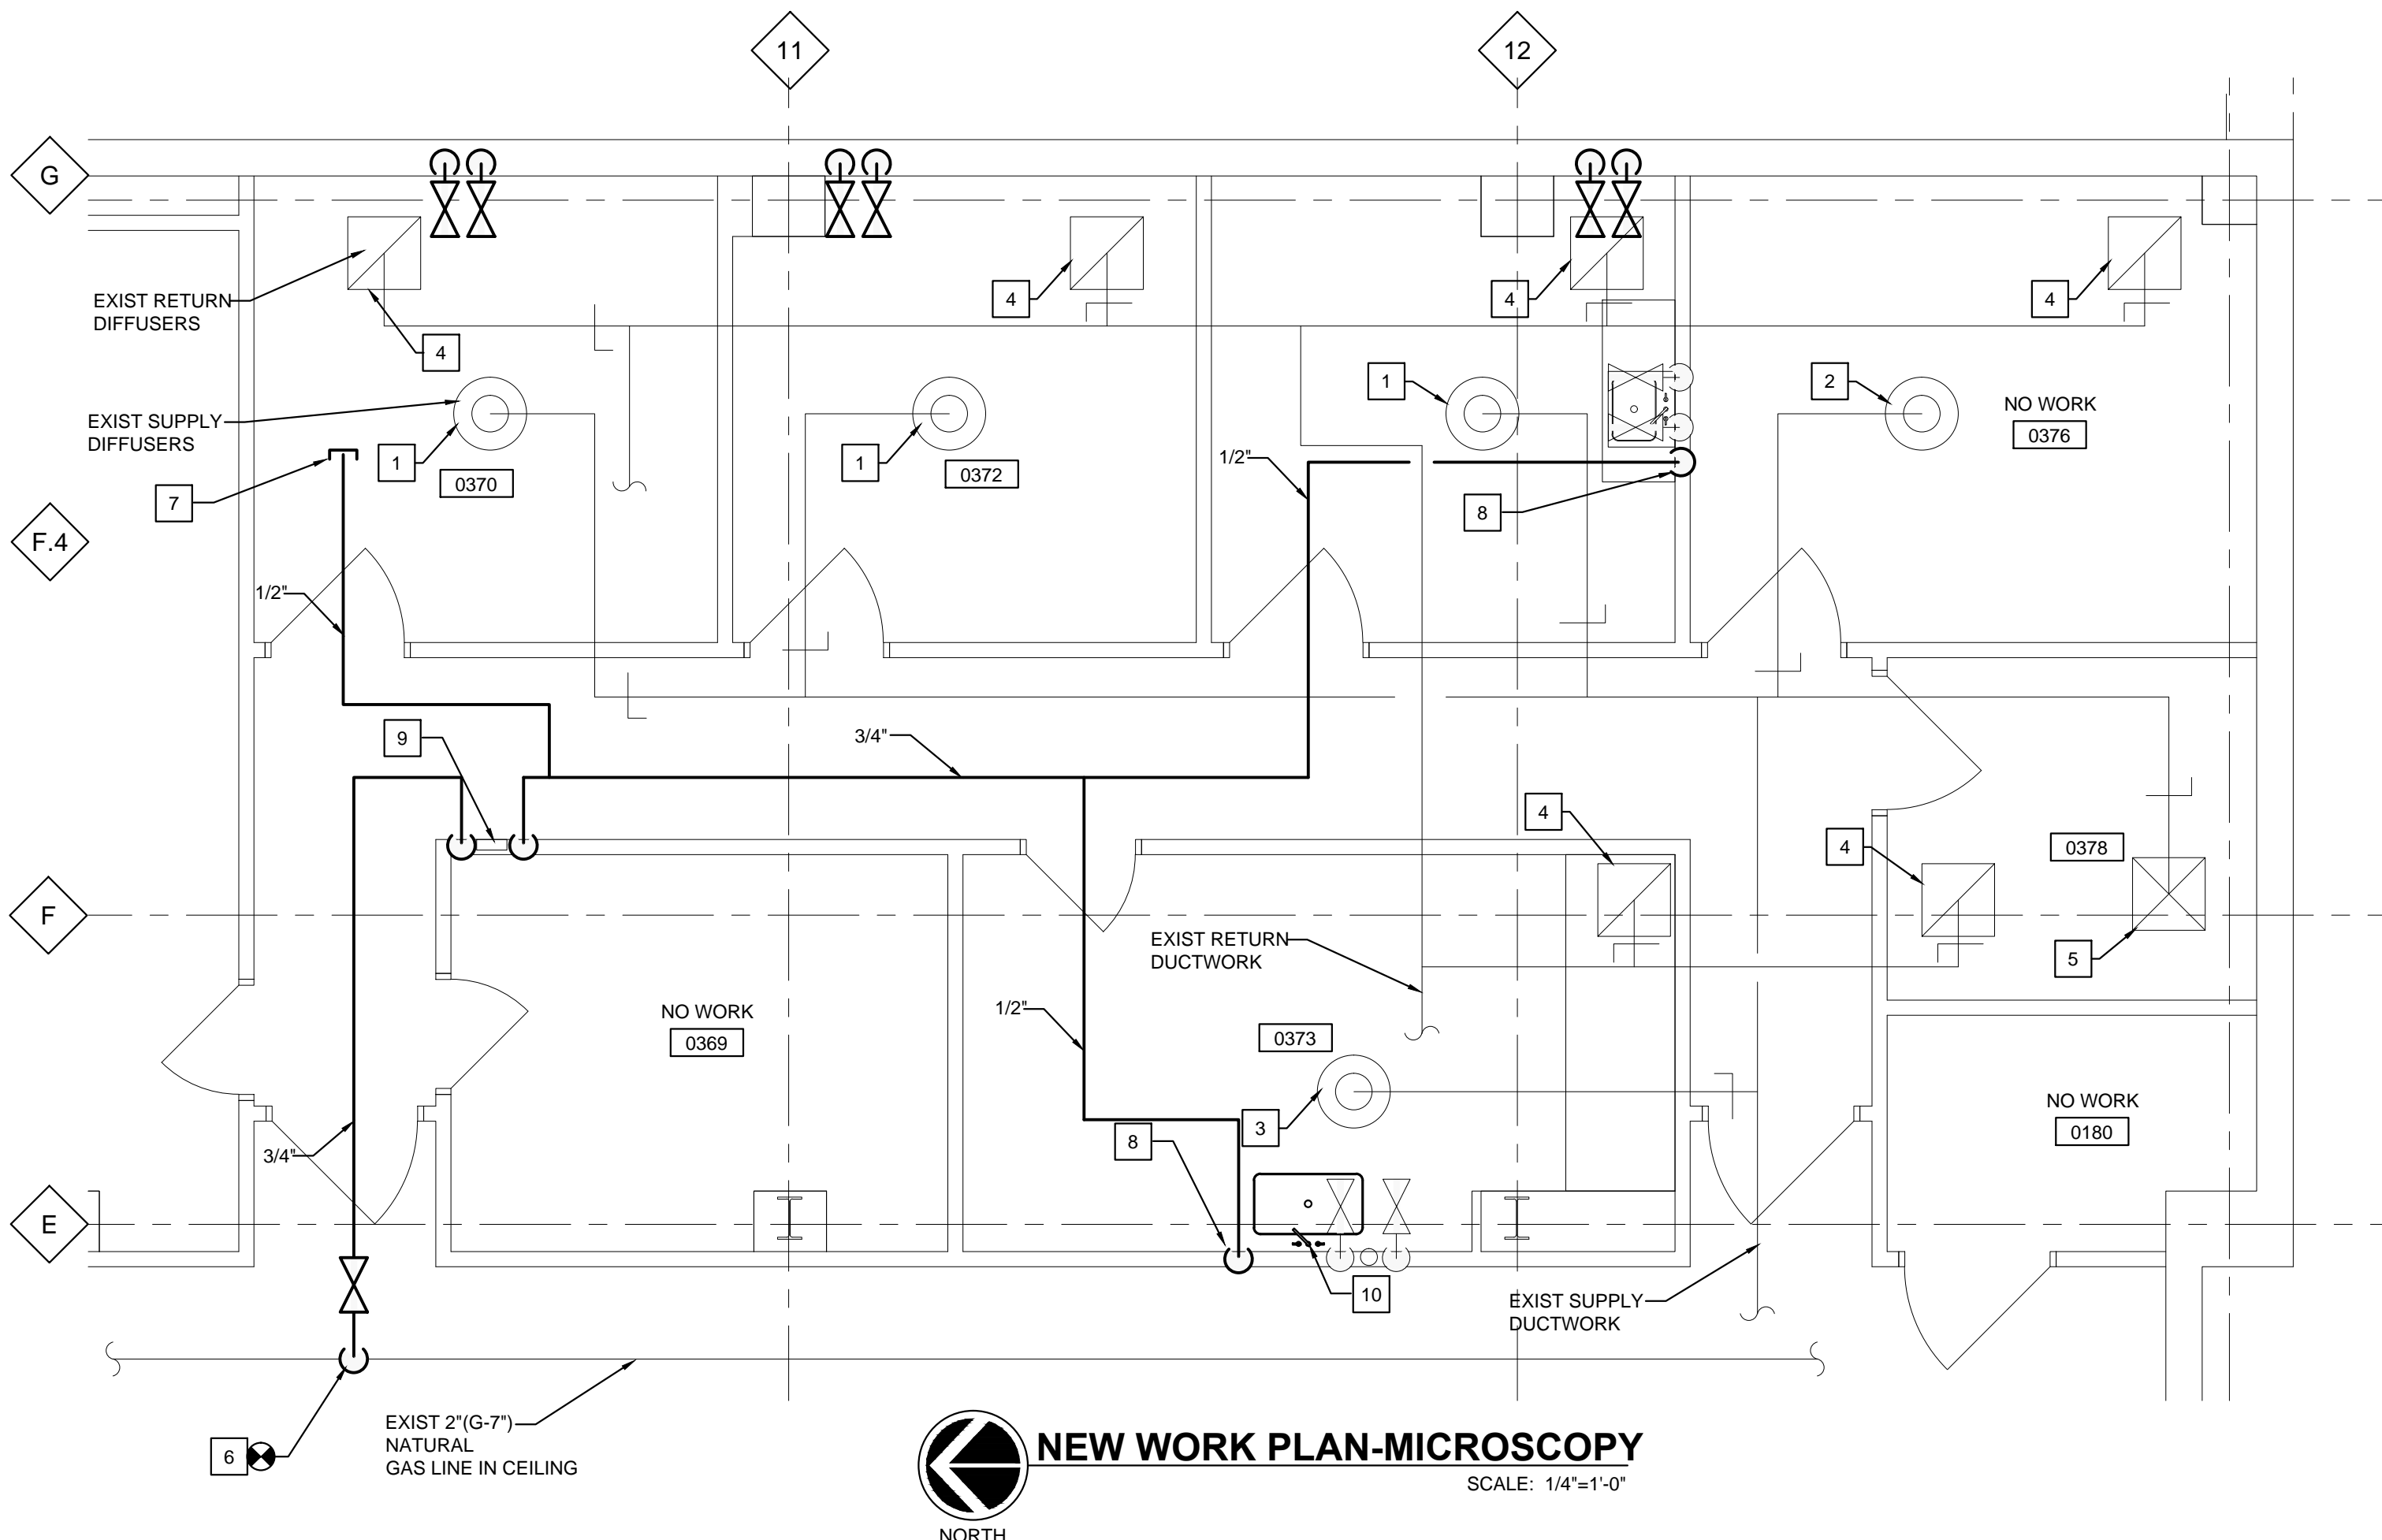 11
12
G
EXIST RETURN
DIFFUSERS
4
4
4
4
EXIST SUPPLY
DIFFUSERS
1
0370
1
0372
1
2
NO WORK
0376
7
1/2"
8
F.4
1/2"
9
3/4"
4
4
0378
5
F
EXIST RETURN
DUCTWORK
NO WORK
0369
1/2"
0373
3
8
3/4"
NO WORK
0180
E
10
EXIST SUPPLY
DUCTWORK
6
EXIST 2"(G-7")
NATURAL
GAS LINE IN CEILING
NEW WORK PLAN-MICROSCOPY
SCALE: 1/4"=1'-0"
NORTH